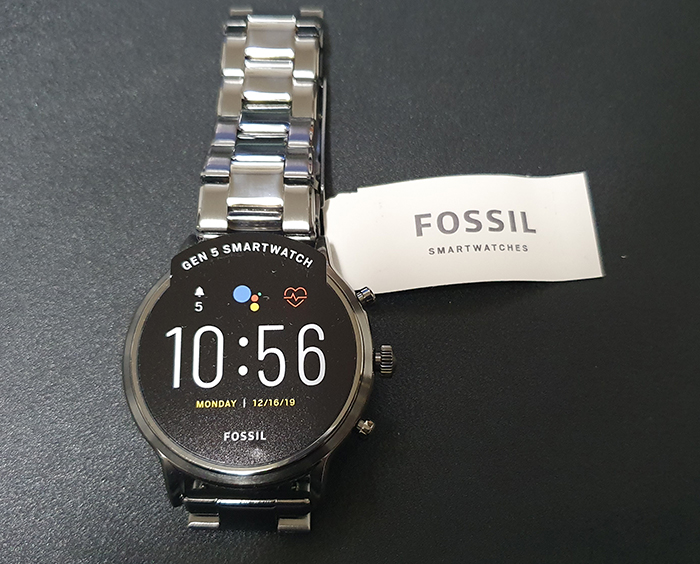 FOSSIL
SMARTWATCHES
GEN 5 SMARTWATCH
5
10:56
MONDAY | 12/16/19
FOSSIL